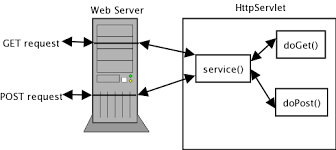 Web Server
HttpServlet
GET request
doGet()
service()
POST request
doPost()